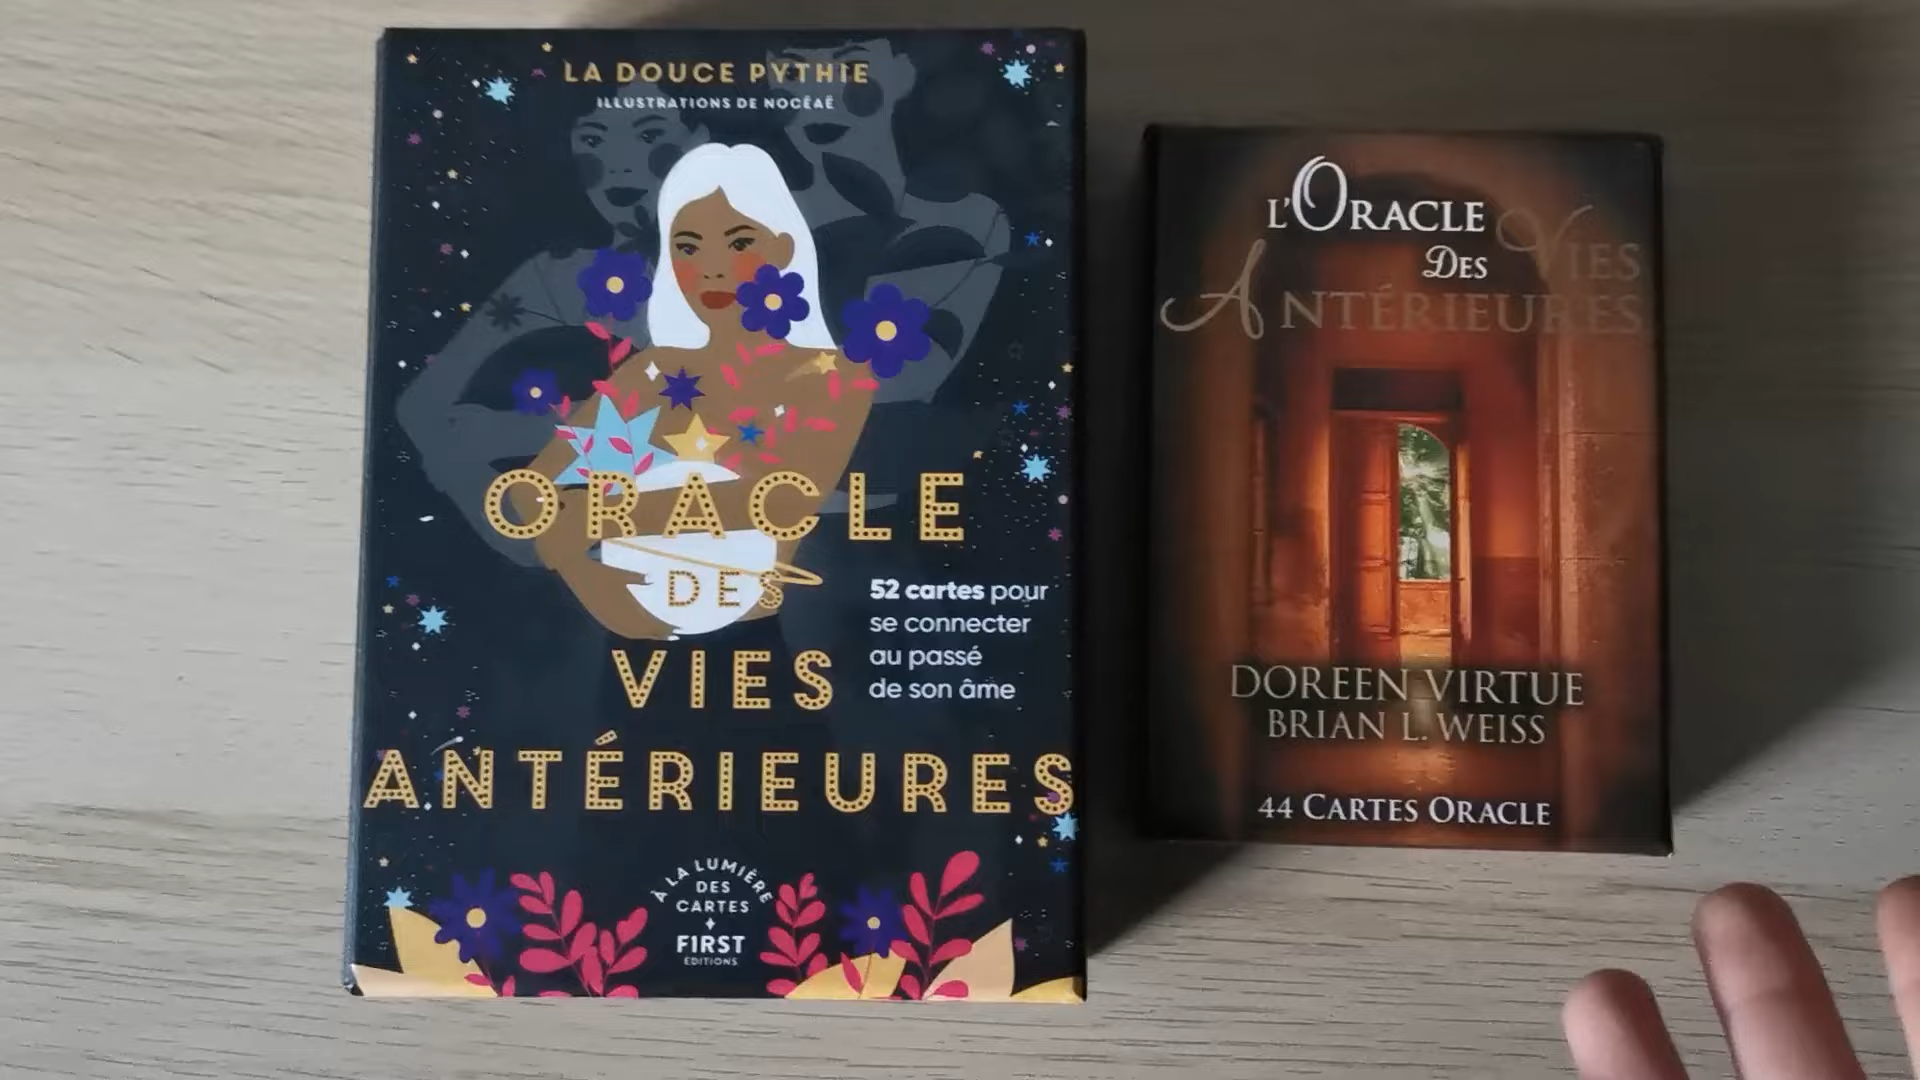 LA DOUCE PYTHIE
ILLUSTRATIONS DE NOCÉAË
ORACLE
DES
VIES
ANTÉRIEURES
52 cartes pour
se connecter
au passé
de son âme
À LA LUMIÈRE
DES
CARTES
FIRST
ÉDITIONS
L'ORACLE
DES VIES
ANTÉRIEURES
DOREEN VIRTUE
BRIAN L. WEISS
44 CARTES ORACLE